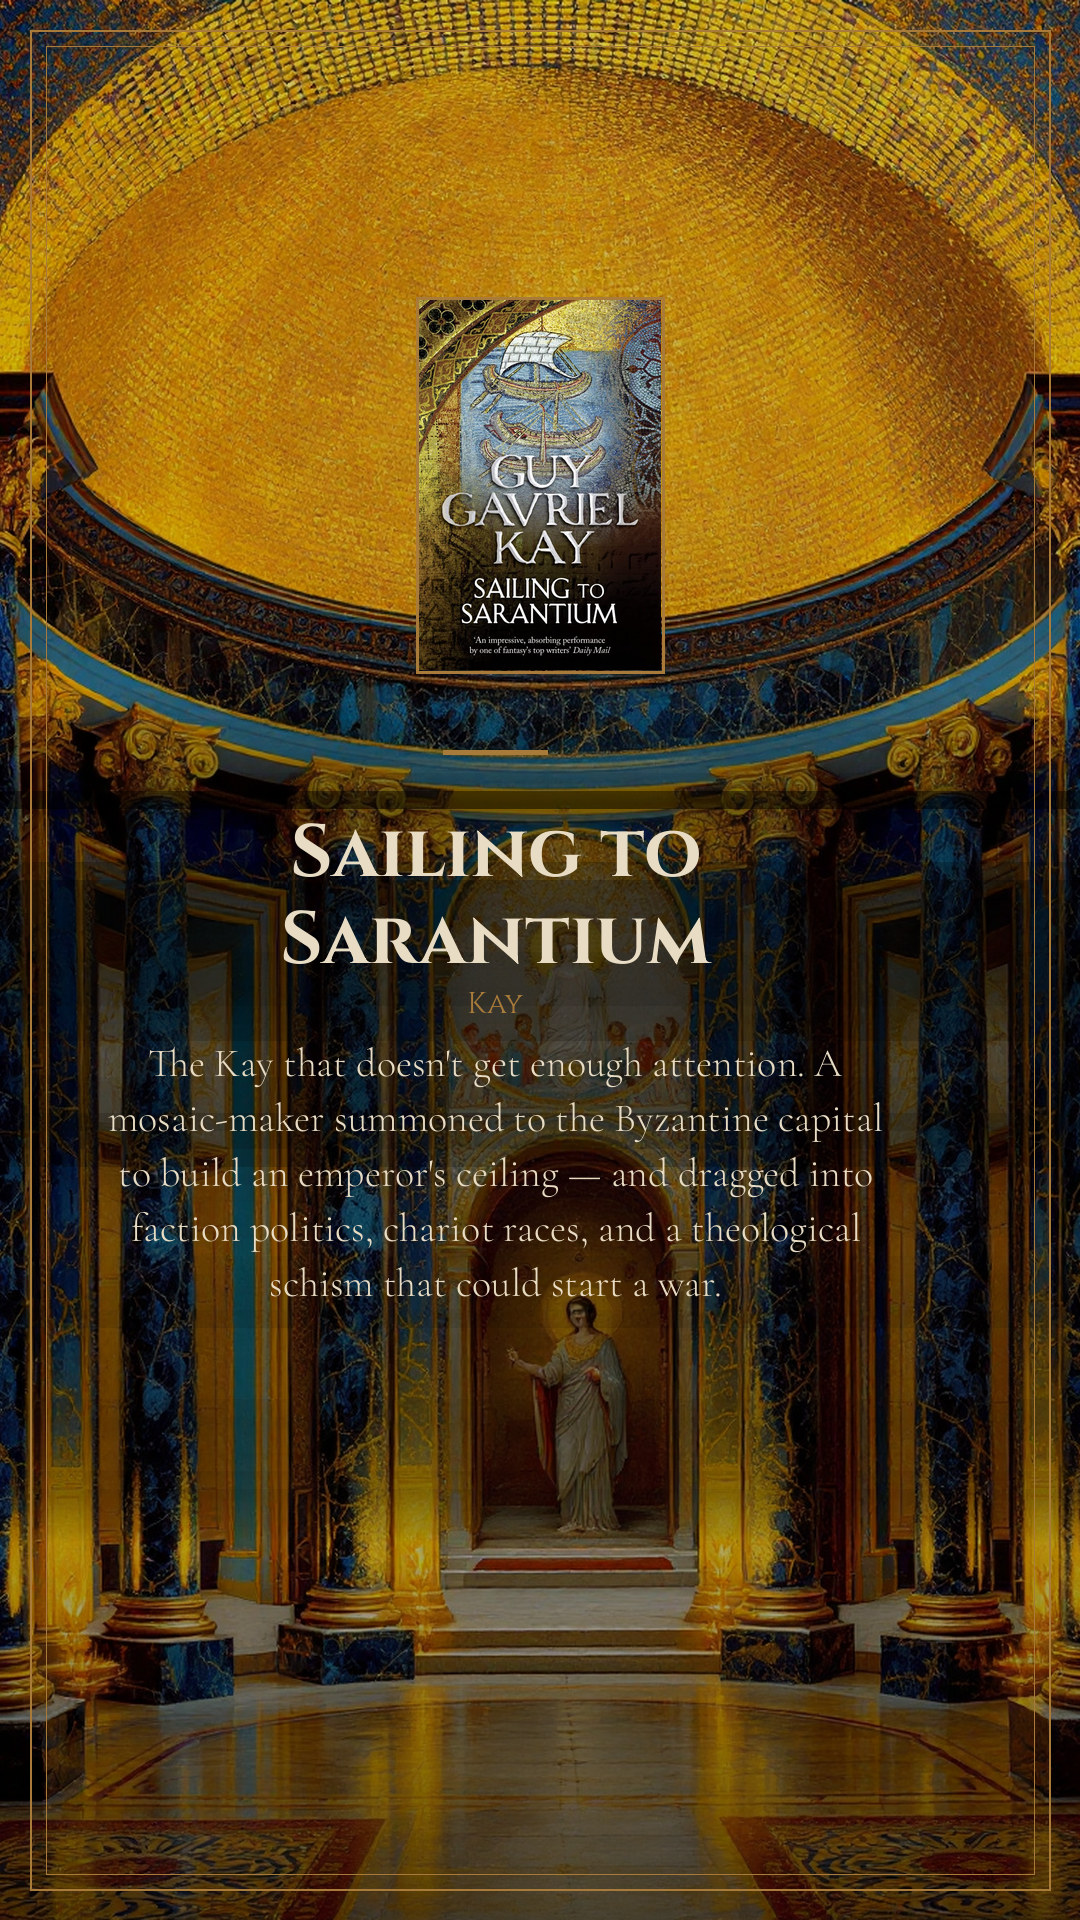 GUY
GAVRIEL
KAY
SAILING TO
SARANTIUM
'An impressive, absorbing performance
by one of fantasy's top writers' Daily Mail
SAILING TO
SARANTIUM
KAY
The Kay that doesn't get enough attention. A
mosaic-maker summoned to the Byzantine capital
to build an emperor's ceiling — and dragged into
faction politics, chariot races, and a theological
schism that could start a war.